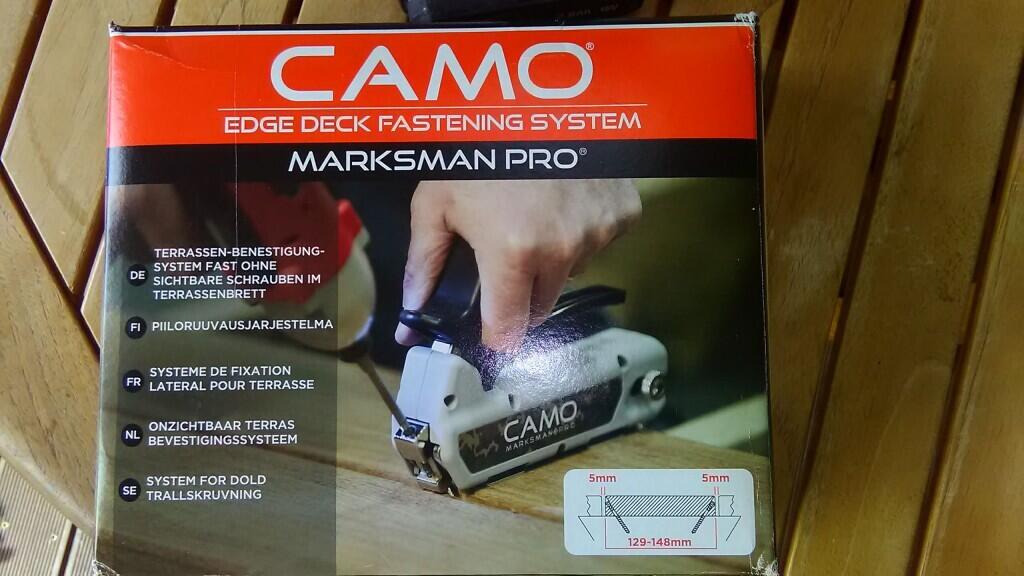 CAMO®
EDGE DECK FASTENING SYSTEM
MARKSMAN PRO®
DE
TERRASSEN-BENESTIGUNG-
SYSTEM FAST OHNE
SICHTBARE SCHRAUBEN IM
TERRASSENBRETT
FI
PIILORUUVAUSJARJESTELMA
FR
SYSTEME DE FIXATION
LATERAL POUR TERRASSE
NL
ONZICHTBAAR TERRAS
BEVESTIGINGSSYSTEEM
SE
SYSTEM FOR DOLD
TRALLSKRUVNING
CAMO
MARKSMAN PRO
5mm 5mm
129-148mm